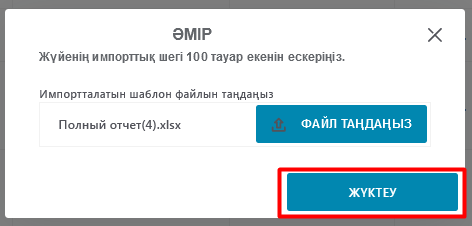 ӘМІР
Жүйенің импорттық шегі 100 тауар екенін ескеріңіз.
Импортталатын шаблон файлын таңдаңыз
Полный отчет(4).xlsx
ФАЙЛ ТАҢДАҢЫЗ
ЖҮКТЕУ